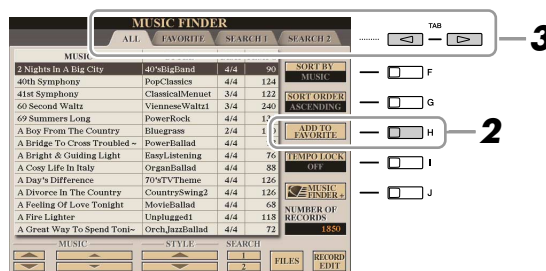 MUSIC FINDER
ALL FAVORITE SEARCH 1 SEARCH 2
TAB
3
MUSIC
2 Nights In A Big City 40'sBigBand 4/4 90
40th Symphony PopClassics 4/4 124
41st Symphony ClassicalMenuet 3/4 122
60 Second Waltz VienneseWaltz1 3/4 240
69 Summers Long PowerRock 4/4
A Boy From The Country Bluegrass 2/4
A Bridge To Cross Troubled ~ PowerBallad 4/4
A Bright & Guiding Light EasyListening 4/4 76
A Cosy Life In Italy OrganBallad 4/4 88
A Day's Difference 70'sTVTheme 4/4 126
A Divorce In The Country CountrySwing2 4/4 126
A Feeling Of Love Tonight MovieBallad 4/4 68
A Fire Lighter Unplugged1 4/4 118
A Great Way To Spend Toni~ Orch.JazzBallad 4/4 72
SORT BY
MUSIC
F
SORT ORDER
ASCENDING
G
ADD TO
FAVORITE
H
2
TEMPO LOCK
OFF
I
MUSIC
FINDER +
J
NUMBER OF
RECORDS
1850
MUSIC STYLE SEARCH
1
2
FILES
RECORD
EDIT